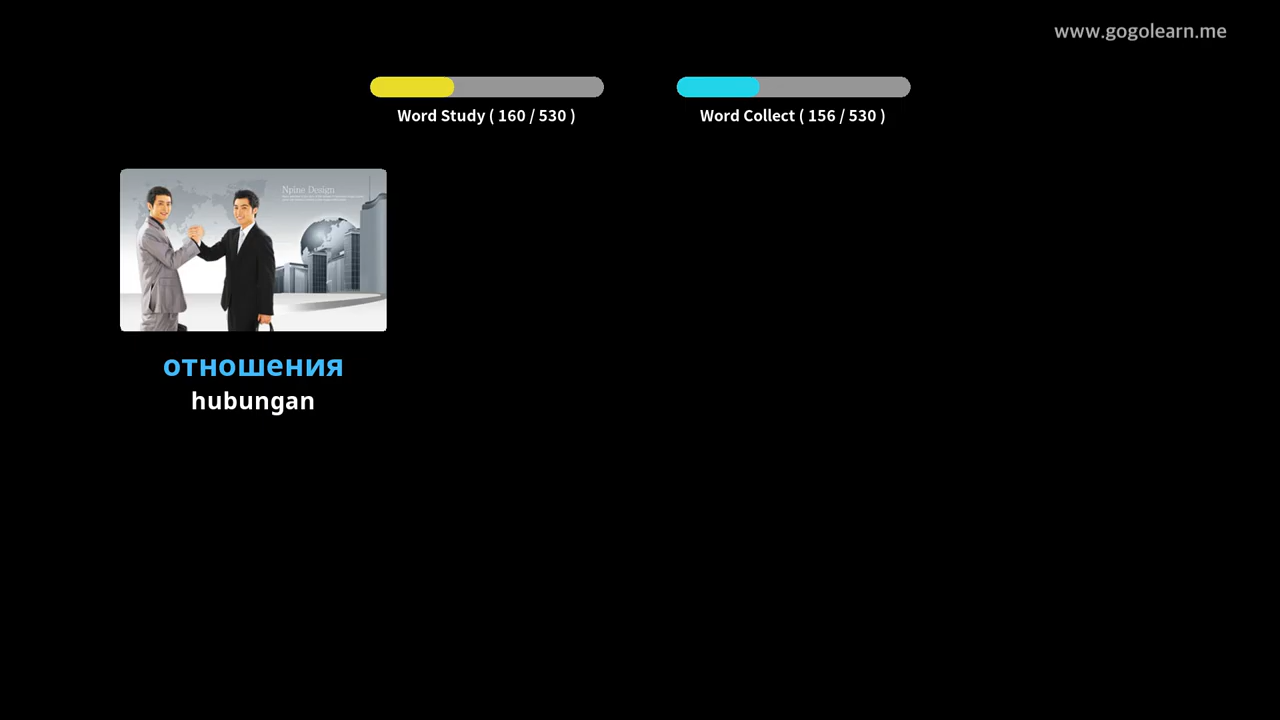 www.gogolearn.me
Word Study ( 160 / 530 )
Word Collect ( 156 / 530 )
Npine Design
отношения
hubungan